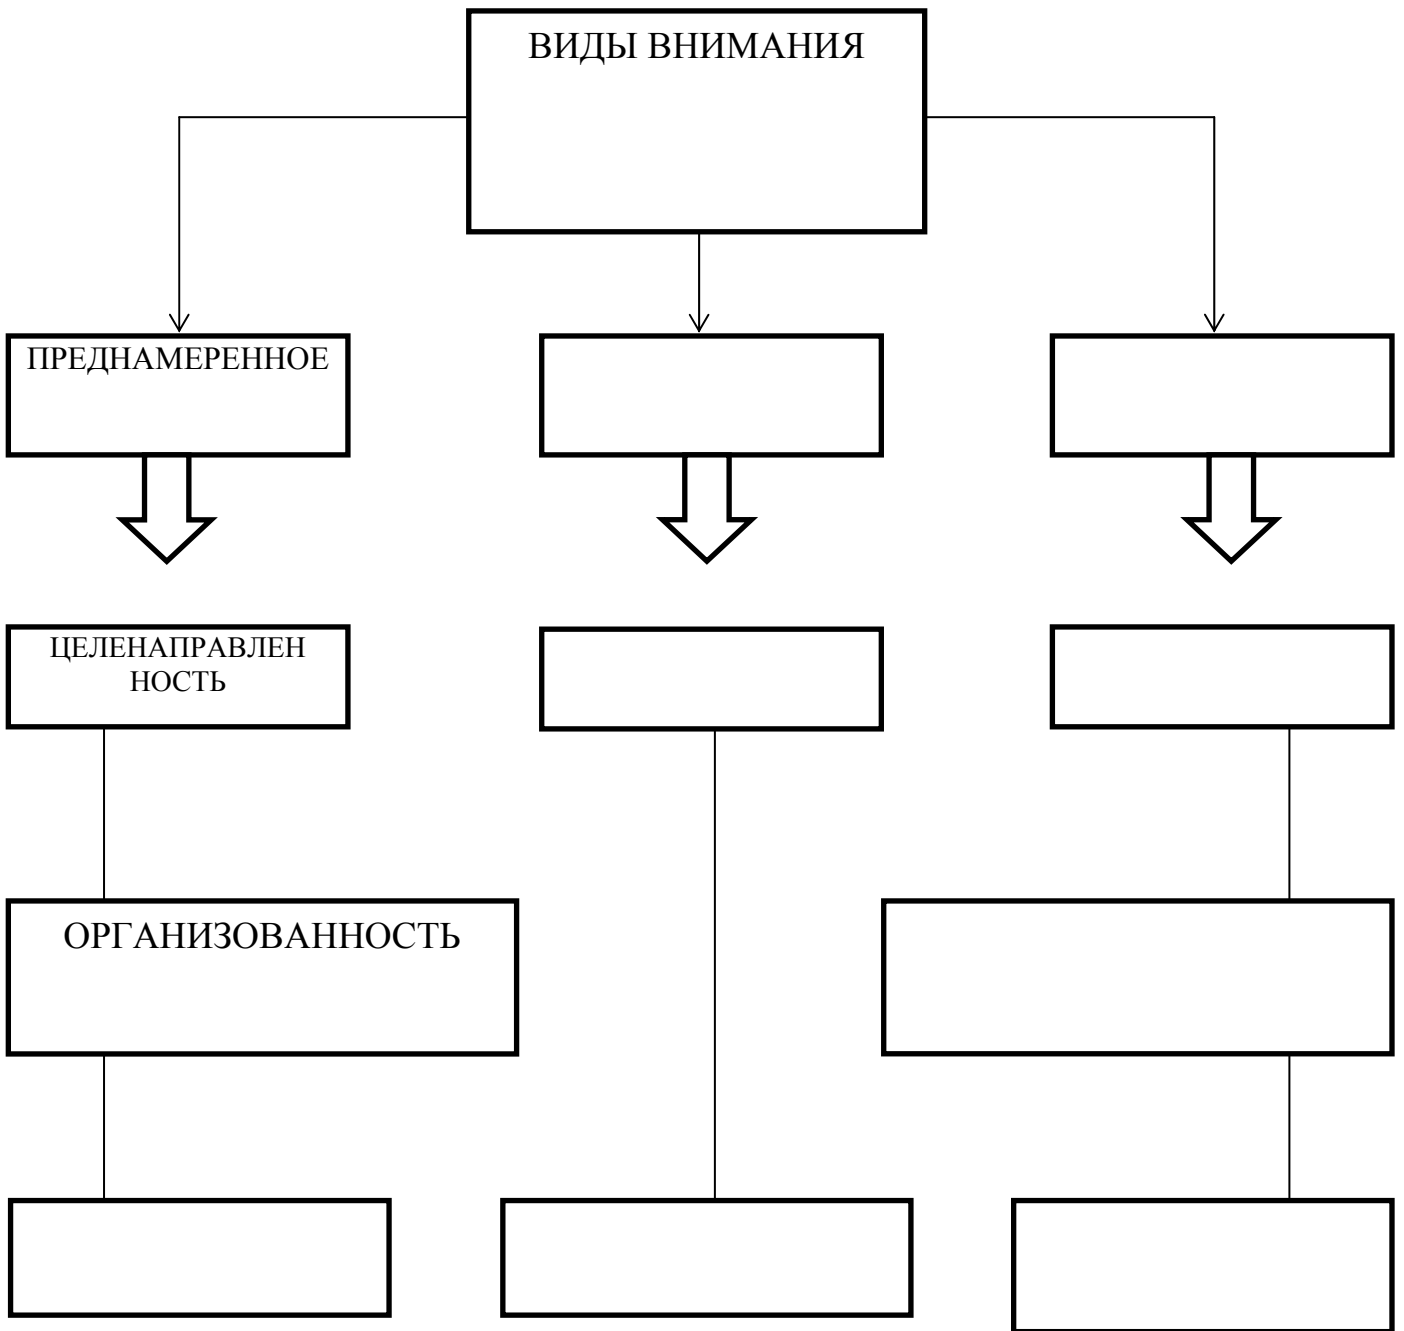 ВИДЫ ВНИМАНИЯ
ПРЕДНАМЕРЕННОЕ
ЦЕЛЕНАПРАВЛЕН
НОСТЬ
ОРГАНИЗОВАННОСТЬ